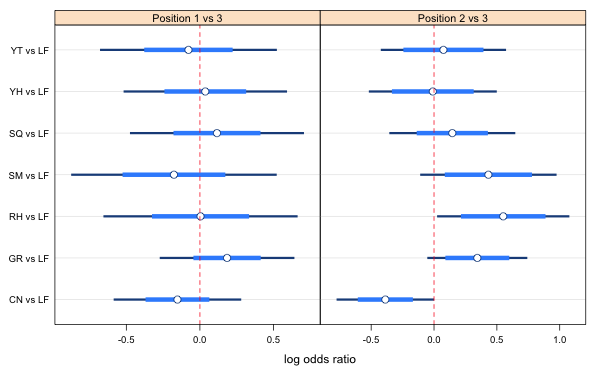 Position 1 vs 3
Position 2 vs 3
YT vs LF
YH vs LF
SQ vs LF
SM vs LF
RH vs LF
GR vs LF
CN vs LF
-0.5 0.0 0.5
-0.5 0.0 0.5 1.0
log odds ratio